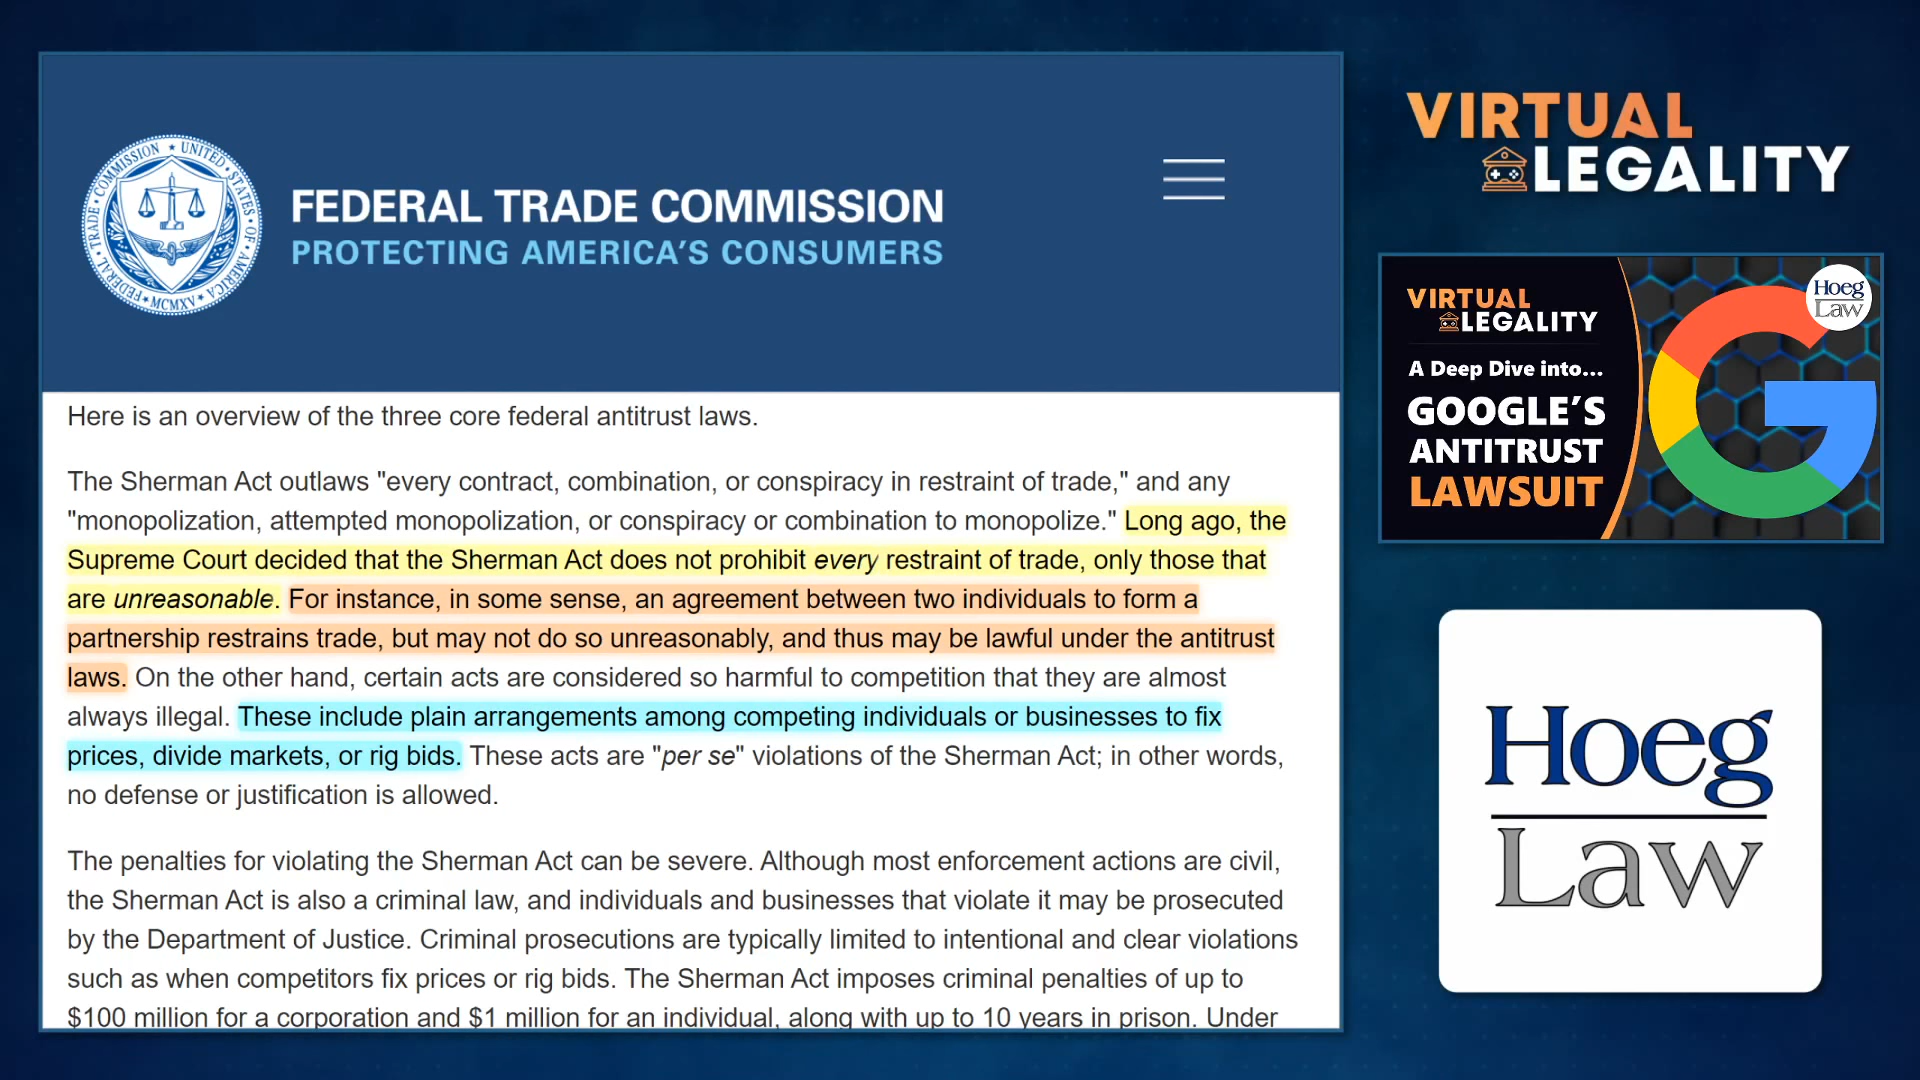 FEDERAL TRADE COMMISSION • UNITED STATES OF AMERICA
MCMXV
FEDERAL TRADE COMMISSION
PROTECTING AMERICA'S CONSUMERS
Here is an overview of the three core federal antitrust laws.
The Sherman Act outlaws "every contract, combination, or conspiracy in restraint of trade," and any
"monopolization, attempted monopolization, or conspiracy or combination to monopolize." Long ago, the
Supreme Court decided that the Sherman Act does not prohibit every restraint of trade, only those that
are unreasonable. For instance, in some sense, an agreement between two individuals to form a
partnership restrains trade, but may not do so unreasonably, and thus may be lawful under the antitrust
laws. On the other hand, certain acts are considered so harmful to competition that they are almost
always illegal. These include plain arrangements among competing individuals or businesses to fix
prices, divide markets, or rig bids. These acts are "per se" violations of the Sherman Act; in other words,
no defense or justification is allowed.
The penalties for violating the Sherman Act can be severe. Although most enforcement actions are civil,
the Sherman Act is also a criminal law, and individuals and businesses that violate it may be prosecuted
by the Department of Justice. Criminal prosecutions are typically limited to intentional and clear violations
such as when competitors fix prices or rig bids. The Sherman Act imposes criminal penalties of up to
$100 million for a corporation and $1 million for an individual, along with up to 10 years in prison. Under
VIRTUAL
LEGALITY
VIRTUAL
LEGALITY
A Deep Dive into...
GOOGLE'S
ANTITRUST
LAWSUIT
Hoeg
Law
Hoeg
Law